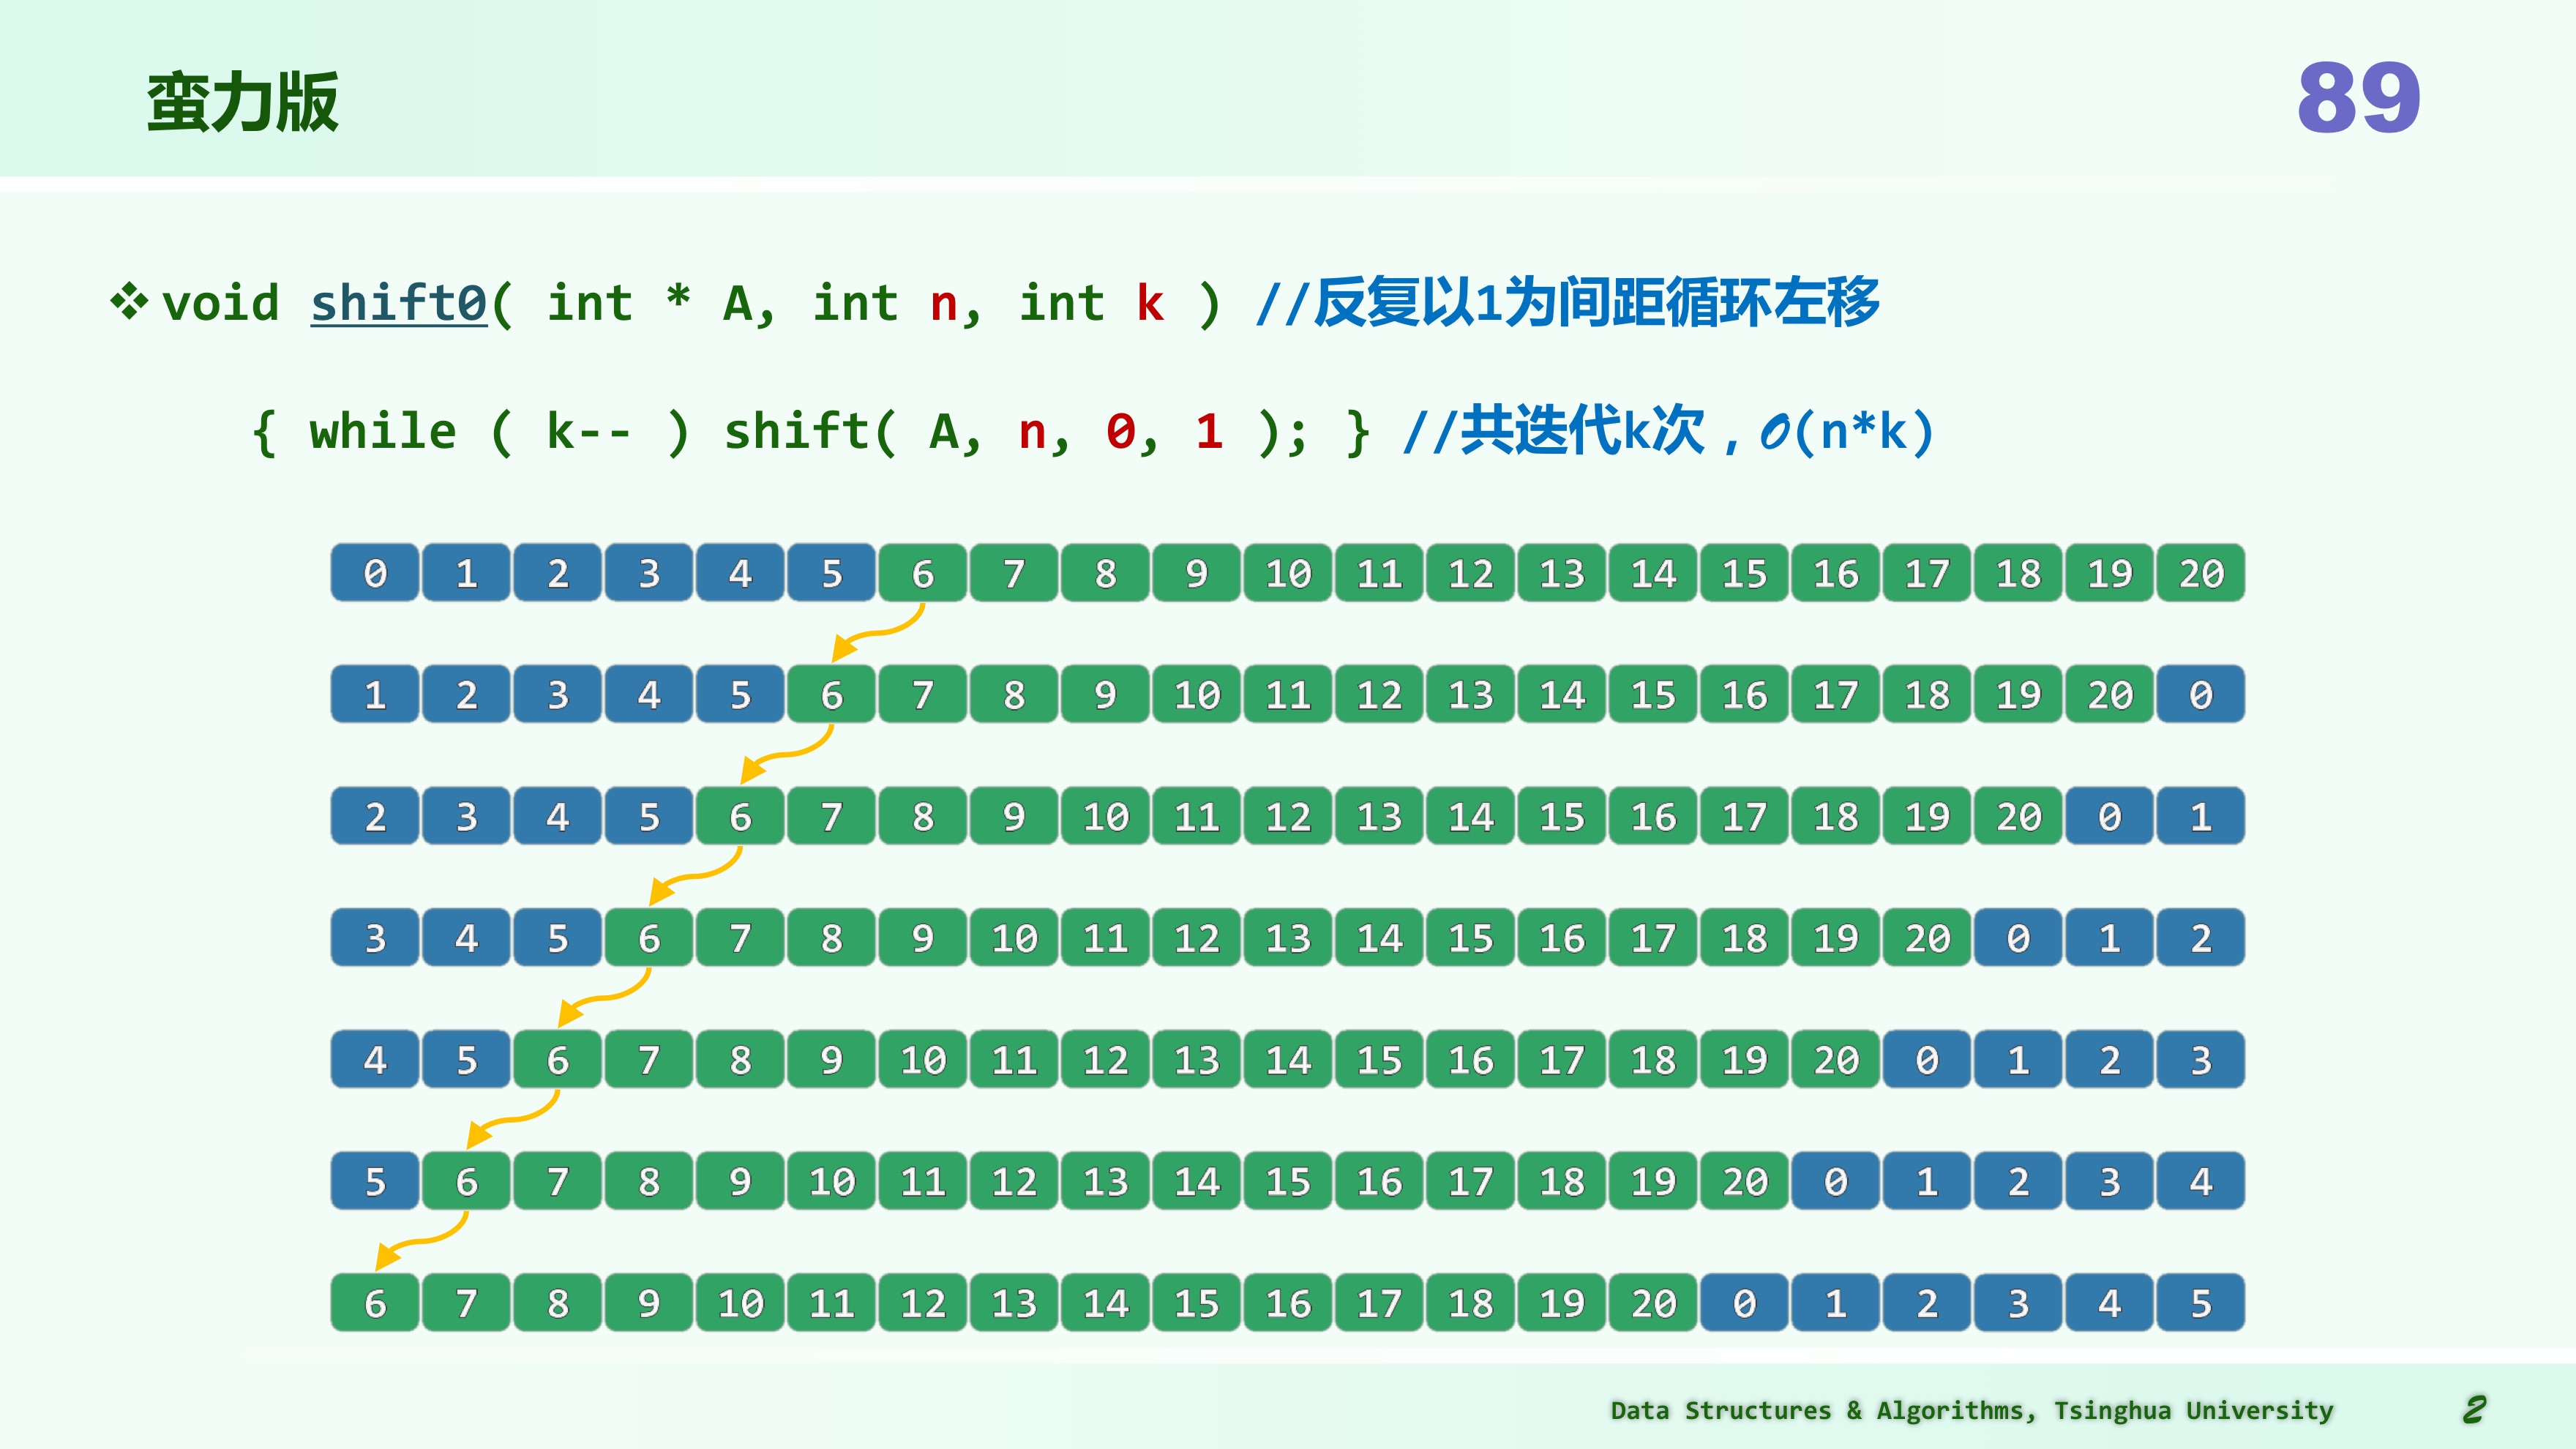 蛮力版
89
❖ void shift0( int * A, int n, int k ) //反复以1为间距循环左移
{ while ( k-- ) shift( A, n, 0, 1 ); } //共迭代k次，O(n*k)
0 1 2 3 4 5 6 7 8 9 10 11 12 13 14 15 16 17 18 19 20
1 2 3 4 5 6 7 8 9 10 11 12 13 14 15 16 17 18 19 20 0
2 3 4 5 6 7 8 9 10 11 12 13 14 15 16 17 18 19 20 0 1
3 4 5 6 7 8 9 10 11 12 13 14 15 16 17 18 19 20 0 1 2
4 5 6 7 8 9 10 11 12 13 14 15 16 17 18 19 20 0 1 2 3
5 6 7 8 9 10 11 12 13 14 15 16 17 18 19 20 0 1 2 3 4
6 7 8 9 10 11 12 13 14 15 16 17 18 19 20 0 1 2 3 4 5
Data Structures & Algorithms, Tsinghua University
2